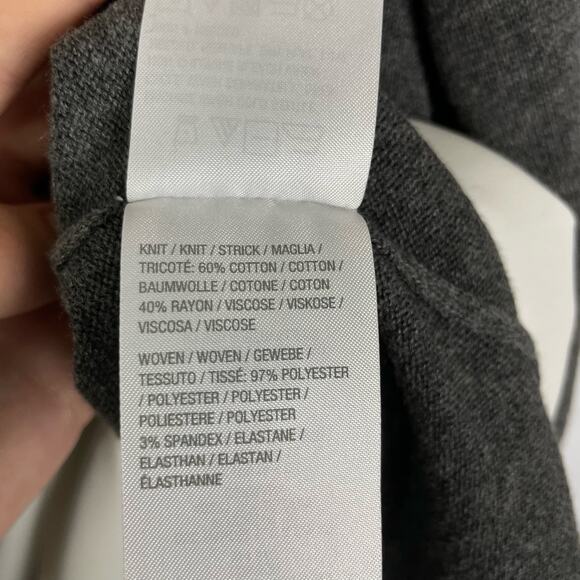 KNIT / KNIT / STRICK / MAGLIA /
TRICOTÉ: 60% COTTON / COTTON /
BAUMWOLLE / COTONE / COTON
40% RAYON / VISCOSE / VISKOSE /
VISCOSA / VISCOSE
WOVEN / WOVEN / GEWEBE /
TESSUTO / TISSÉ: 97% POLYESTER
/ POLYESTER / POLYESTER /
POLIESTERE / POLYESTER
3% SPANDEX / ELASTANE /
ELASTHAN / ELASTAN /
ÉLASTHANNE